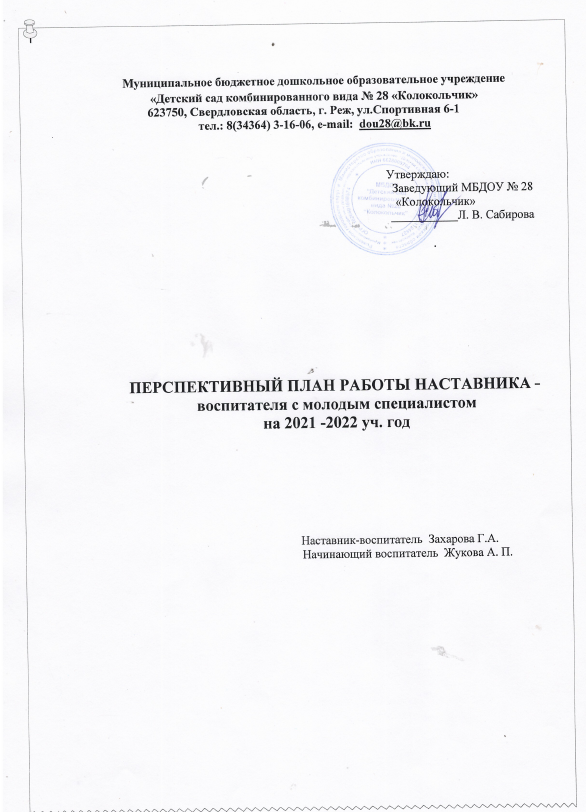 Муниципальное бюджетное дошкольное образовательное учреждение
«Детский сад комбинированного вида № 28 «Колокольчик»
623750, Свердловская область, г. Реж, ул.Спортивная 6-1
тел.: 8(34364) 3-16-06, e-mail: dou28@bk.ru
Утверждаю:
Заведующий МБДОУ № 28
«Колокольчик»
____________Л. В. Сабирова
ПЕРСПЕКТИВНЫЙ ПЛАН РАБОТЫ НАСТАВНИКА -
воспитателя с молодым специалистом
на 2021 -2022 уч. год
Наставник-воспитатель Захарова Г.А.
Начинающий воспитатель Жукова А. П.